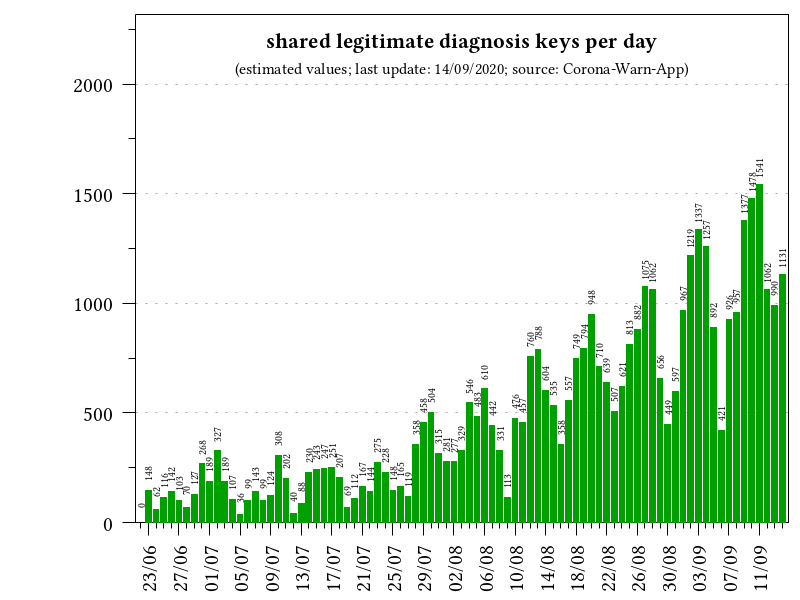 shared legitimate diagnosis keys per day
(estimated values; last update: 14/09/2020; source: Corona-Warn-App)
2000
1500
1000
500
0
0 148 62 116 142 103 70 127 268 189 327 189 107 36 99 143 99 124 308 202 40 88 230 243 247 251 207 69 112 167 144 275 228 148 165 119 358 458 504 315 281 277 329 546 483 610 442 331 113 476 457 760 788 604 535 358 557 749 794 948 710 639 507 621 813 882 1075 1062 656 449 597 967 1219 1337 1257 892 421 926 957 1377 1478 1541 1062 990 1131
23/06 27/06 01/07 05/07 09/07 13/07 17/07 21/07 25/07 29/07 02/08 06/08 10/08 14/08 18/08 22/08 26/08 30/08 03/09 07/09 11/09